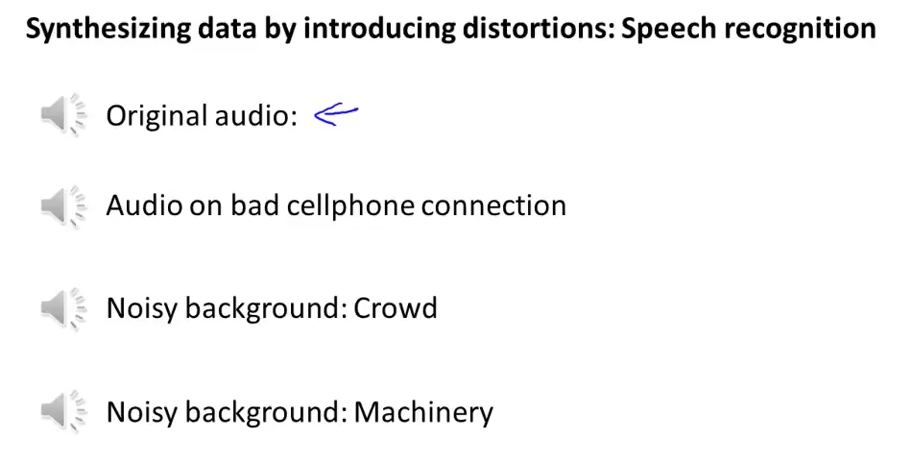 Synthesizing data by introducing distortions: Speech recognition
Original audio:
Audio on bad cellphone connection
Noisy background: Crowd
Noisy background: Machinery